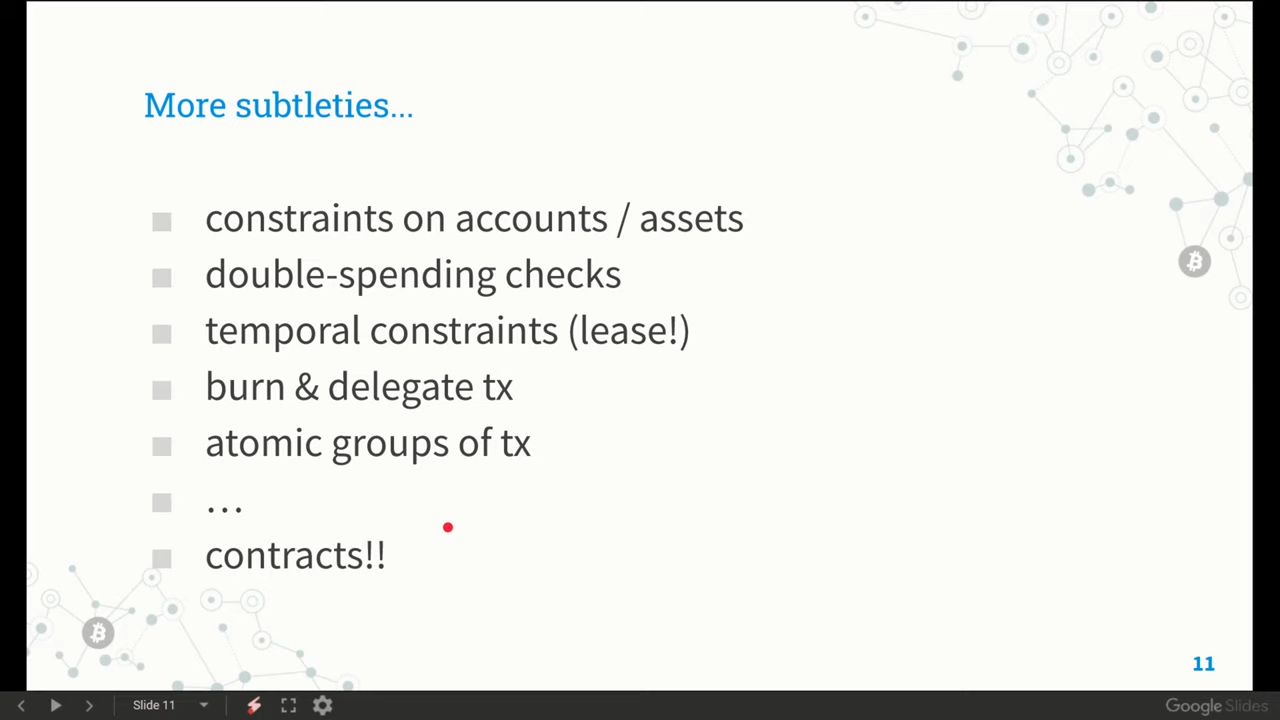 More subtleties...
constraints on accounts / assets
double-spending checks
temporal constraints (lease!)
burn & delegate tx
atomic groups of tx
…
contracts!!
11
Slide 11
Google Slides